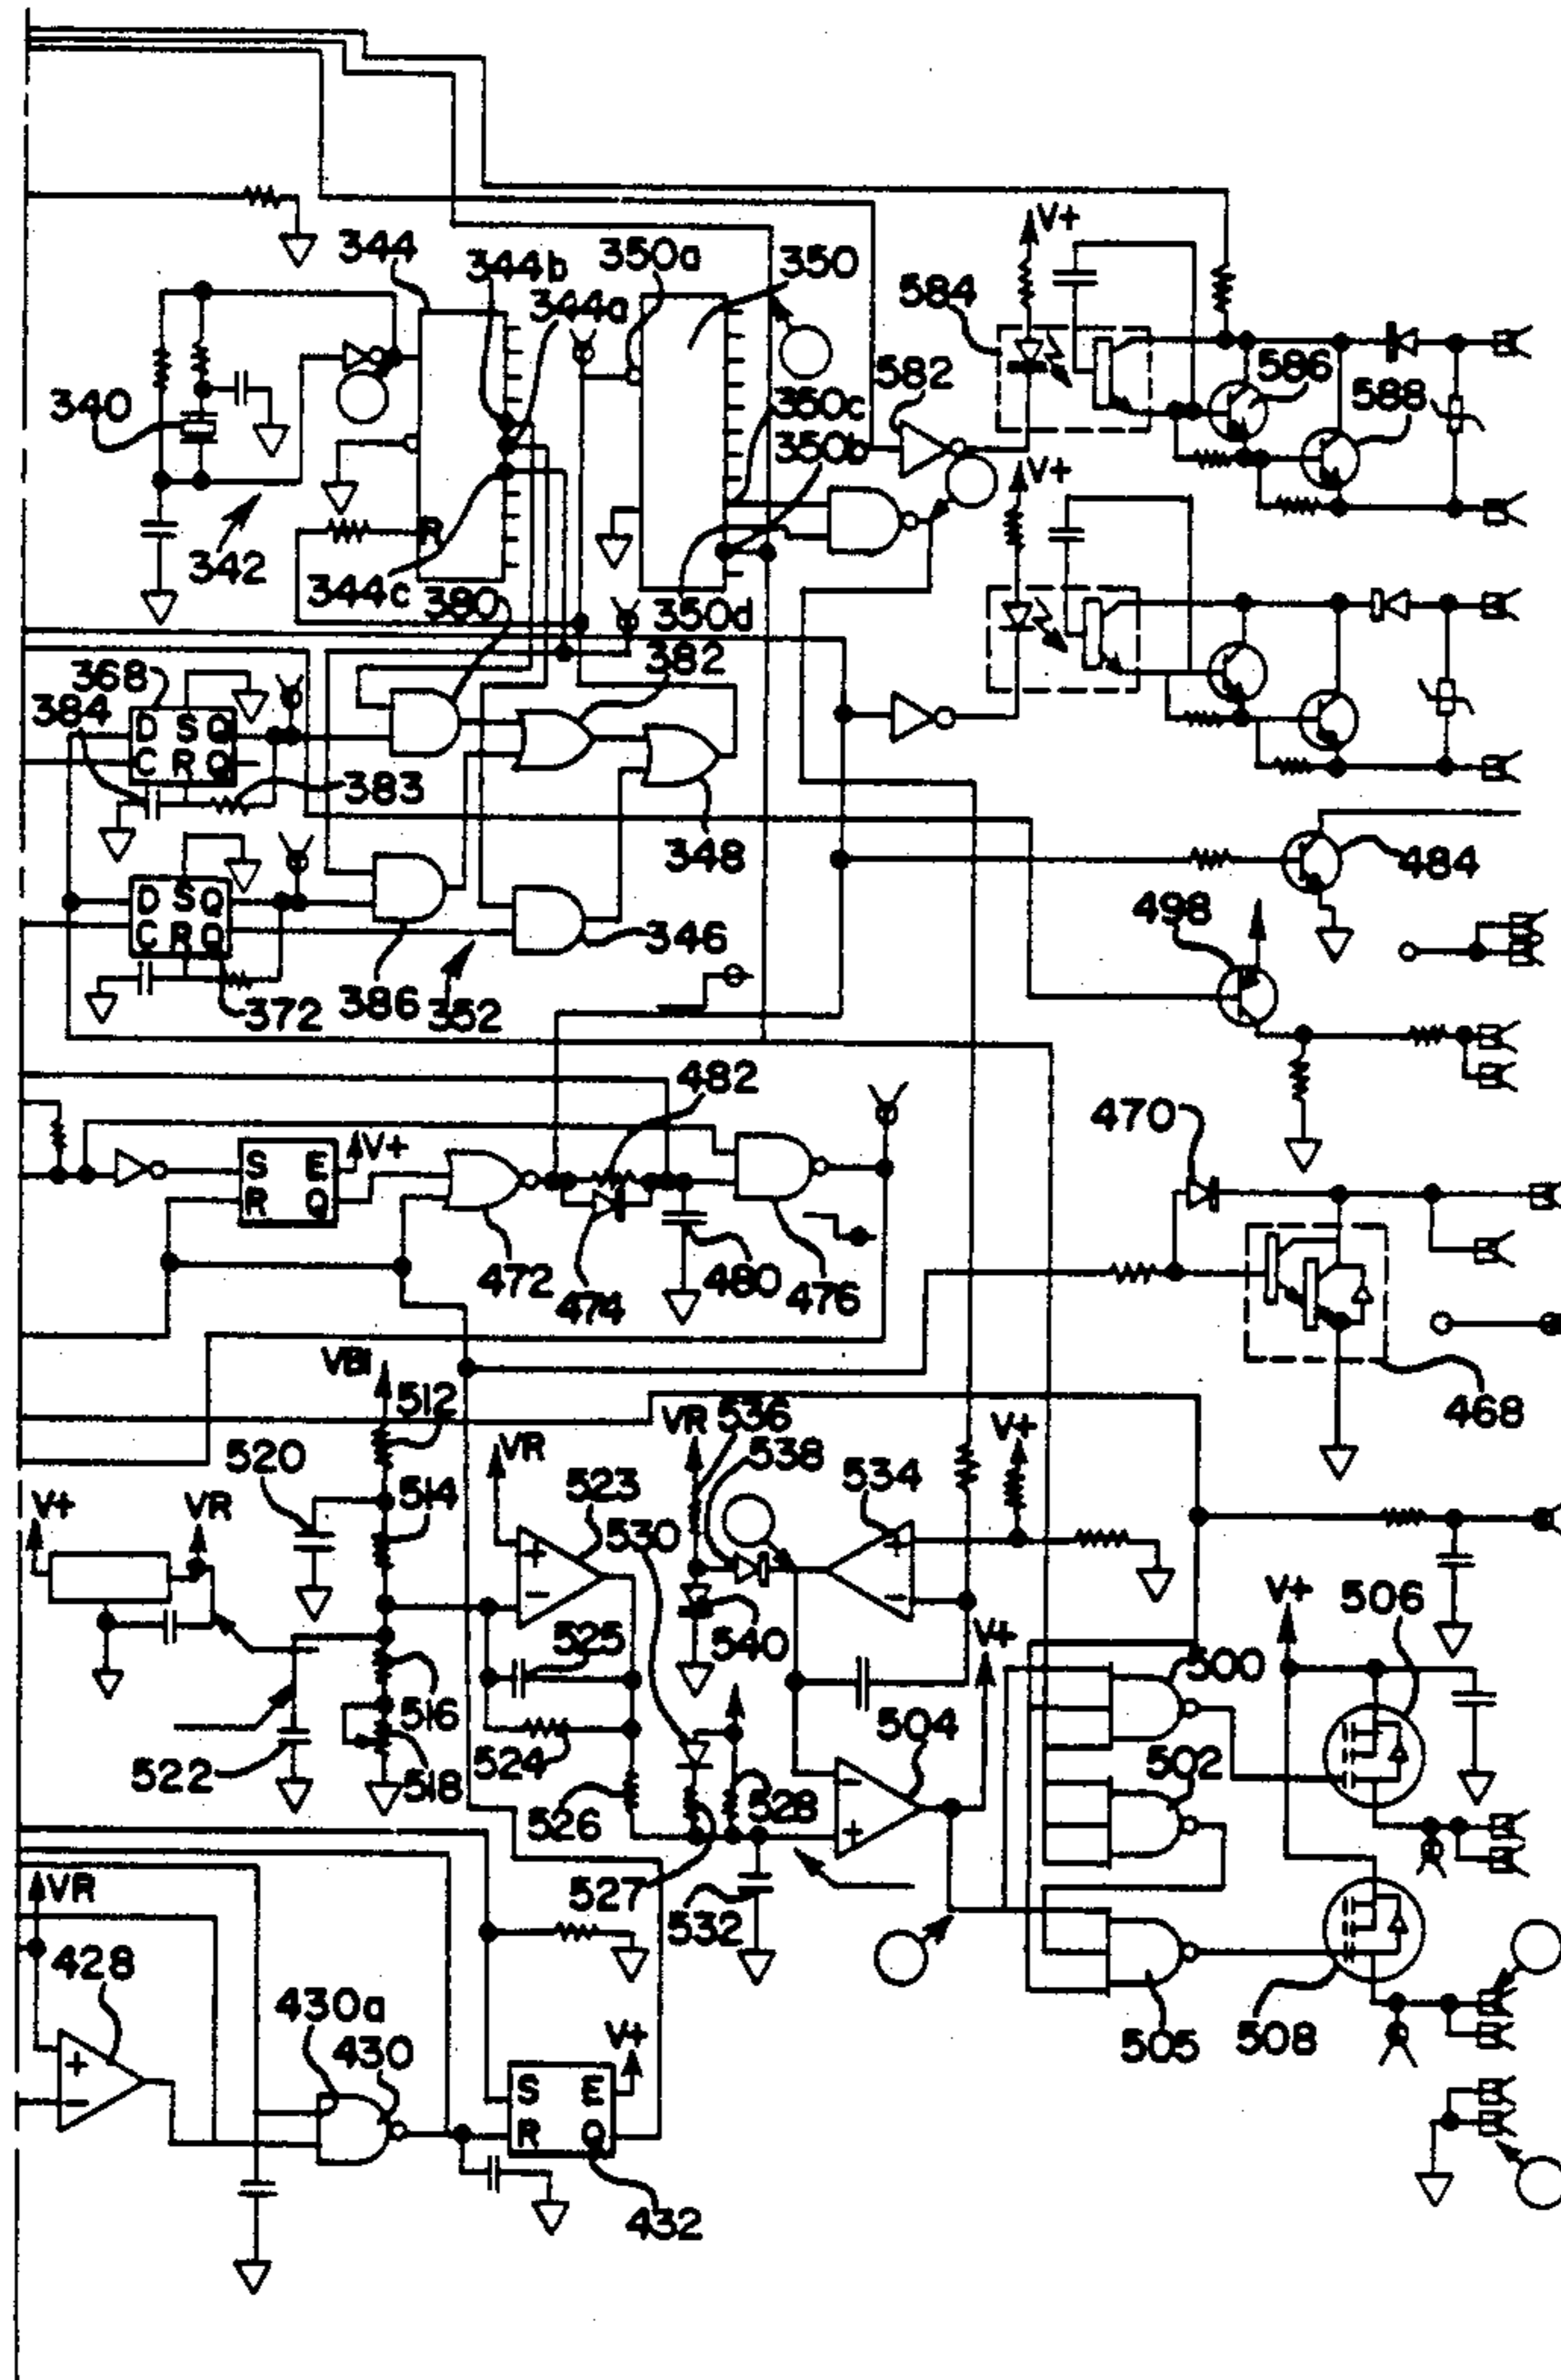 V+
344
344b
350a
350
344a
584
582
586
588
340
350c
350b
V+
R
342
344c
380
350d
368
382
384
D S Q
C R Q
383
348
484
498
D S Q
C R Q
346
372
386
352
482
470
V+
S E
R Q
472
474
480
476
VB1
512
536
468
520
VR
VR
538
V+
534
523
514
V+
VR
530
+
+
−
−
V+
506
540
V+
525
500
516
504
524
502
522
518
−
526
528
+
527
532
VR
428
430a
430
505
508
V+
+
−
S E
R Q
432